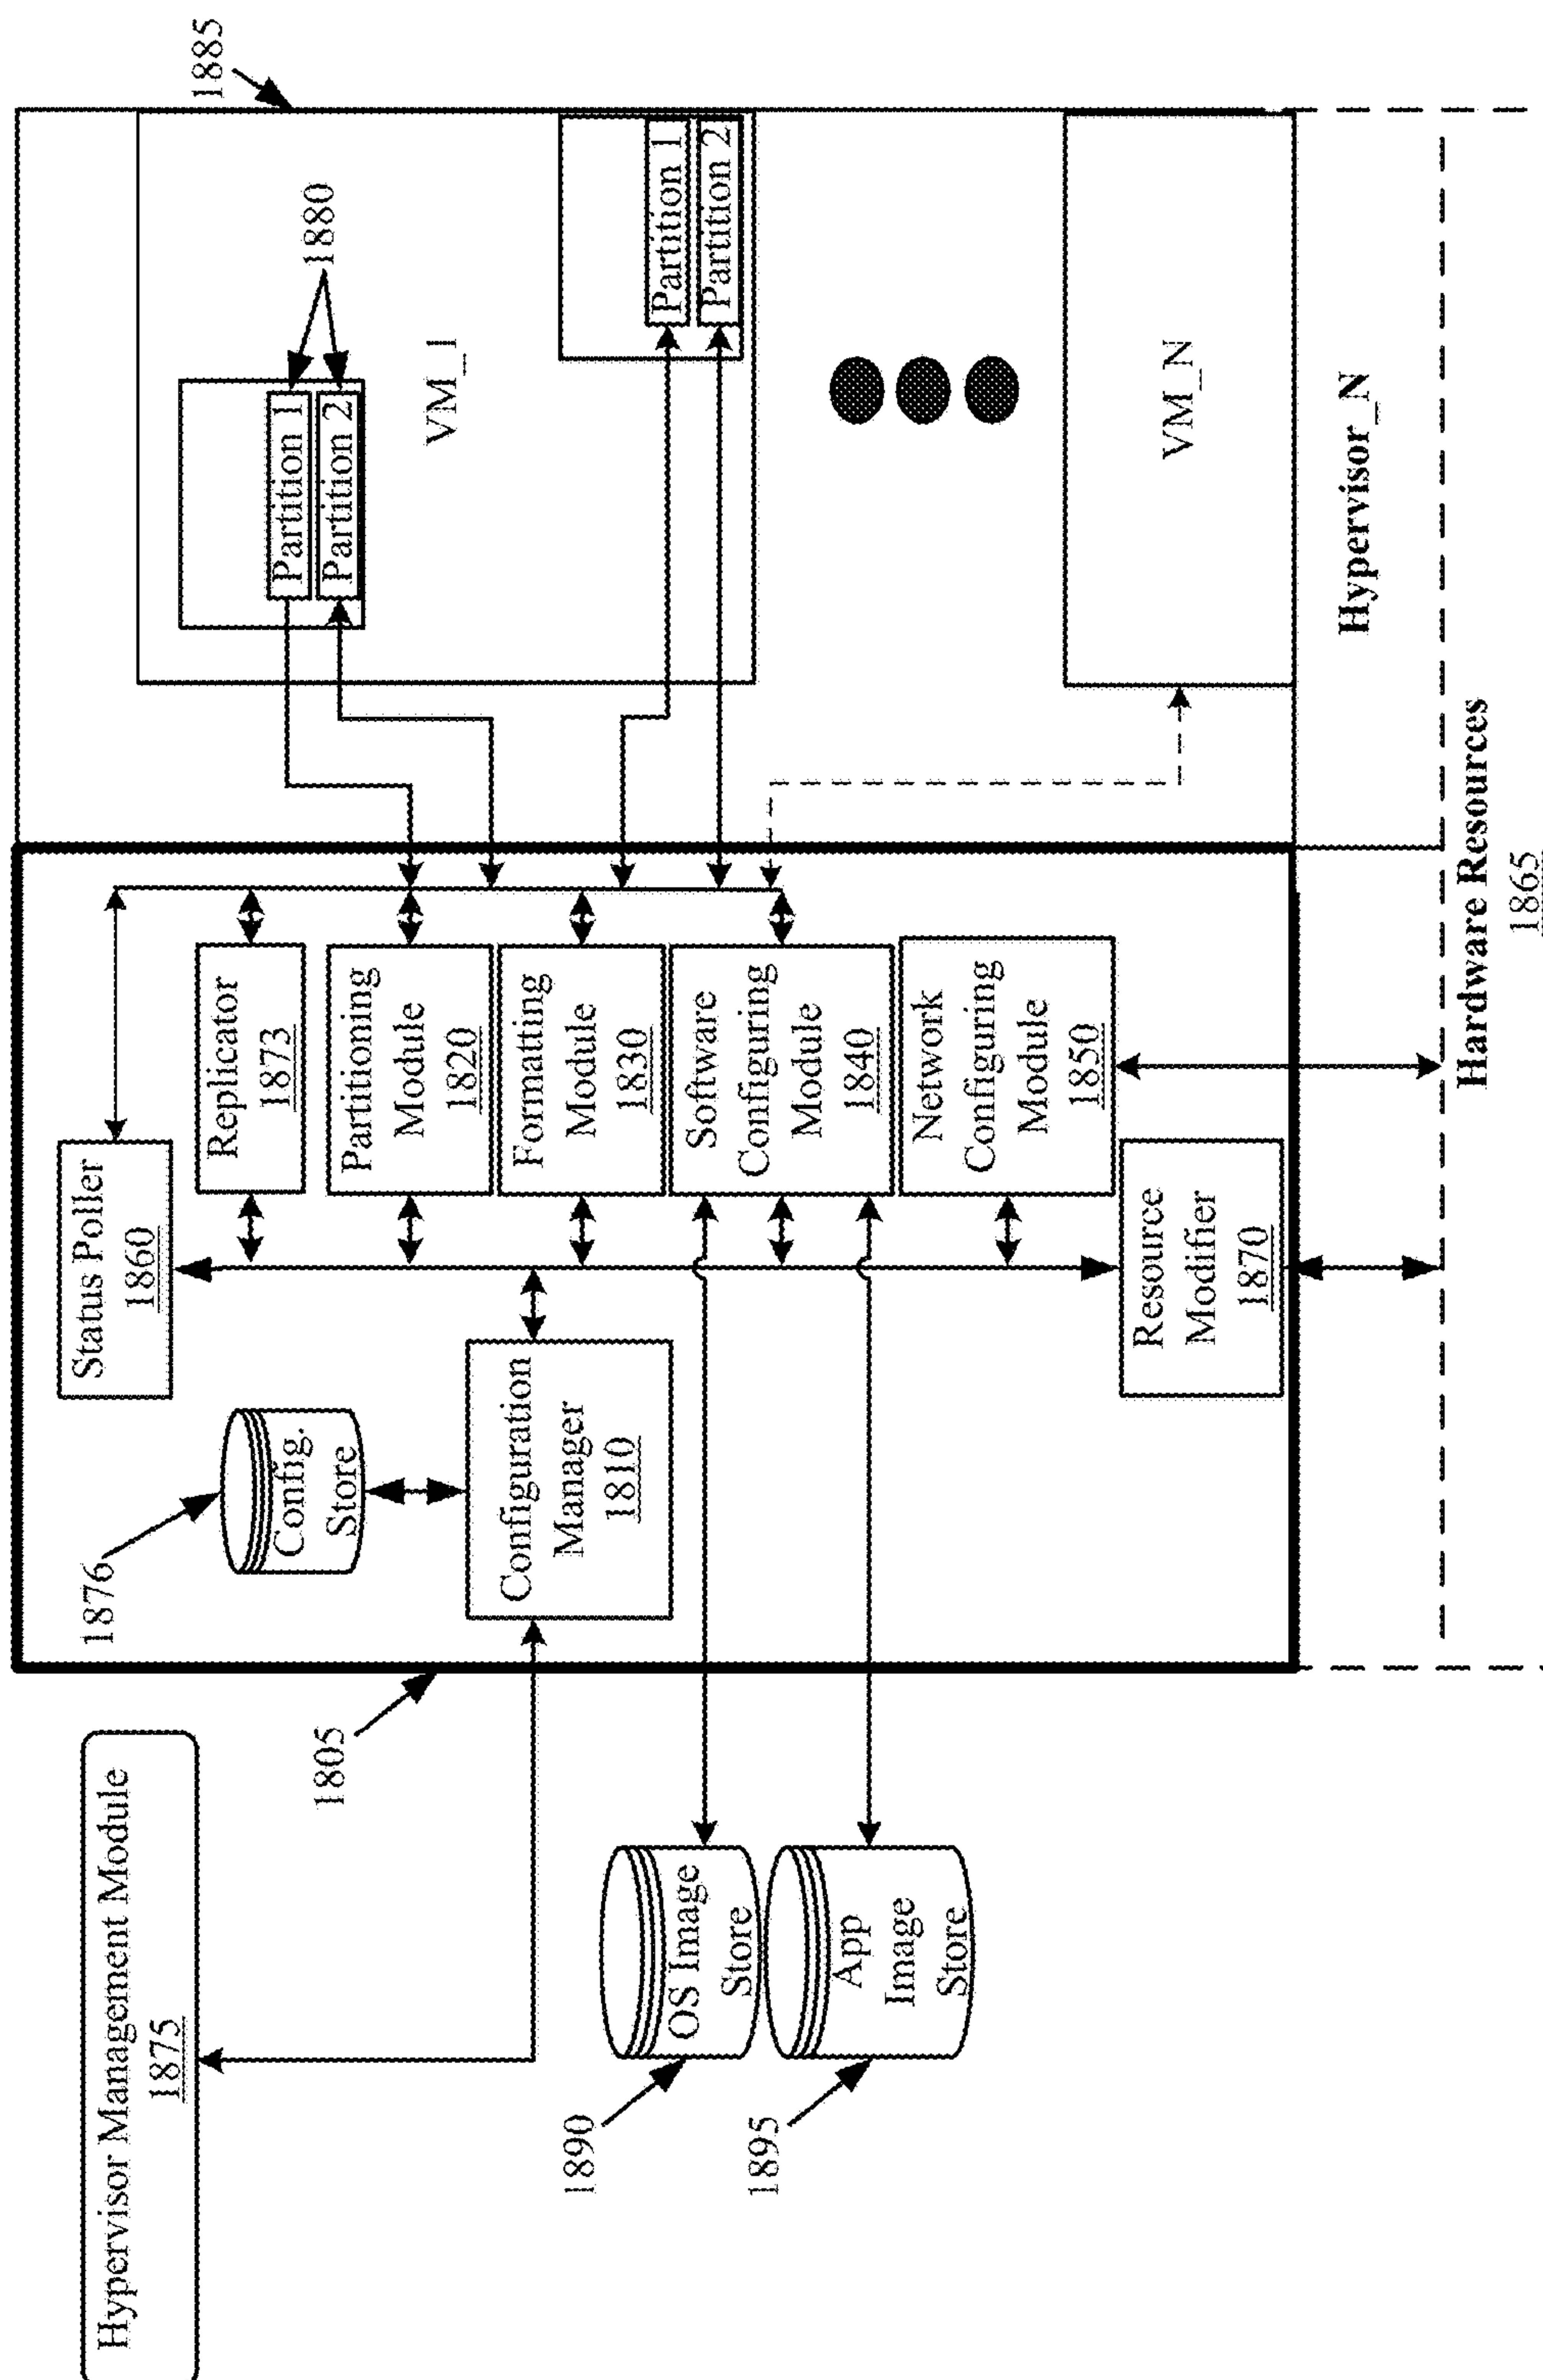 Hypervisor Management Module
1875
1805
1876
Config.
Store
Configuration
Manager
1810
Status Poller
1860
Replicator
1873
Partitioning
Module
1820
Formatting
Module
1830
Software
Configuring
Module
1840
Network
Configuring
Module
1850
Resource
Modifier
1870
1890
OS Image
Store
1895
App
Image
Store
1885
1880
Partition 1
Partition 2
VM_1
Partition 1
Partition 2
VM_N
Hypervisor_N
Hardware Resources
1865